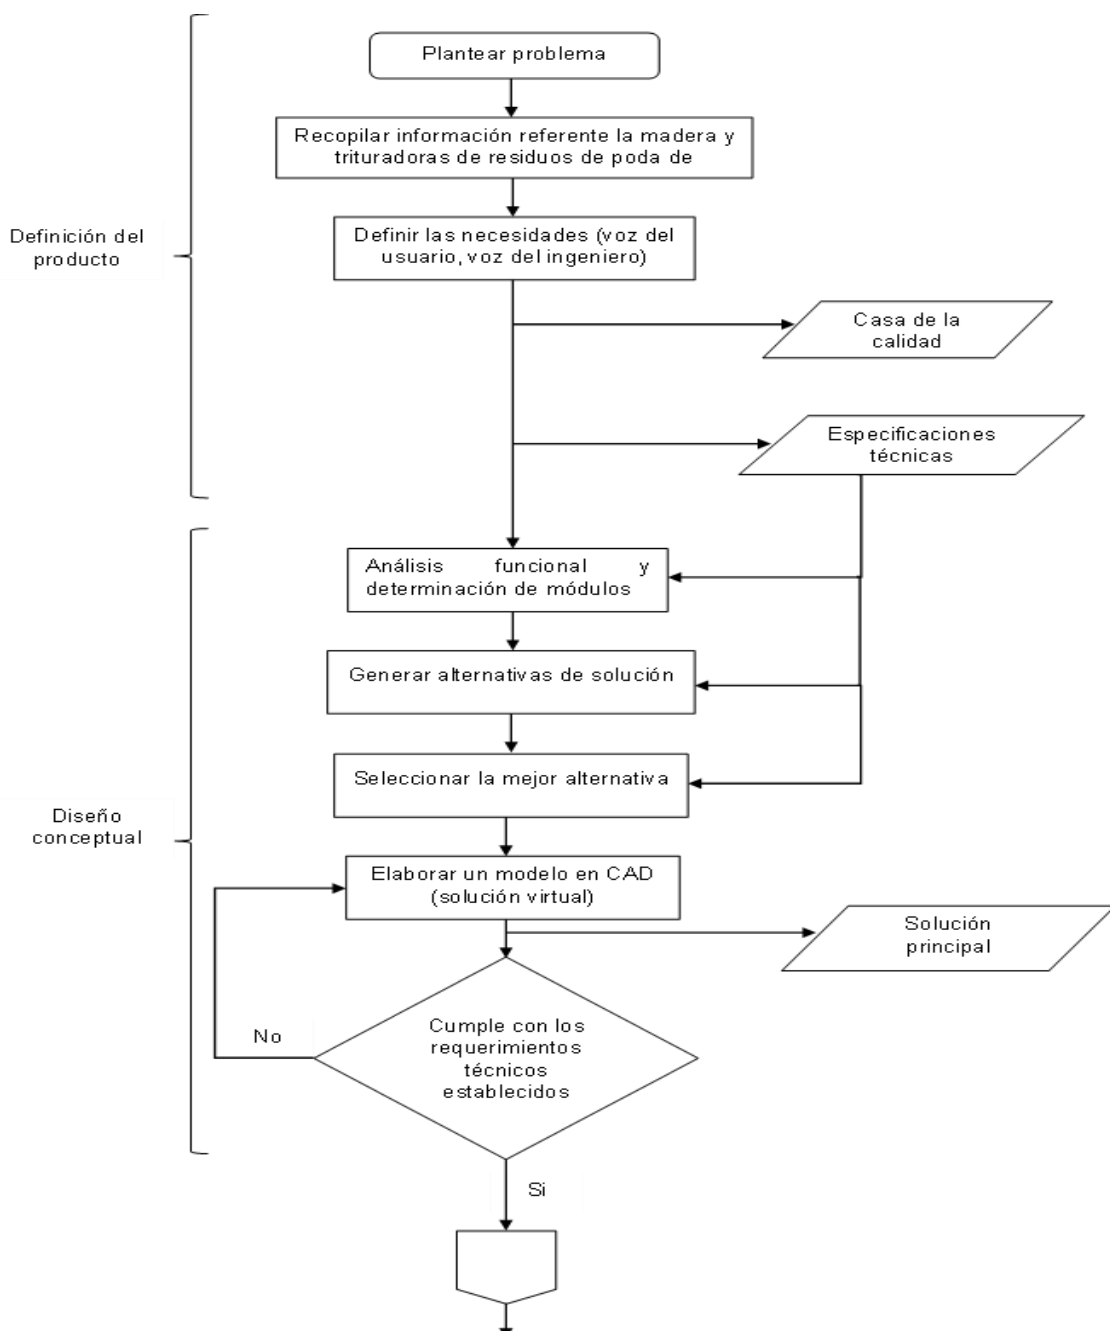 Plantear problema
Recopilar información referente la madera y
trituradoras de residuos de poda de
Definición del
producto
Definir las necesidades (voz del
usuario, voz del ingeniero)
Casa de la
calidad
Especificaciones
técnicas
Análisis funcional y
determinación de módulos
Generar alternativas de solución
Seleccionar la mejor alternativa
Diseño
conceptual
Elaborar un modelo en CAD
(solución virtual)
Solución
principal
No
Cumple con los
requerimientos
técnicos
establecidos
Si